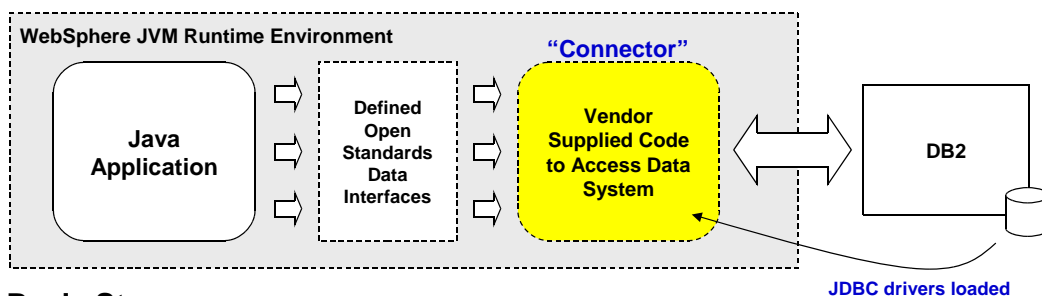 WebSphere JVM Runtime Environment
“Connector”
Java
Application
Defined
Open
Standards
Data
Interfaces
Vendor
Supplied Code
to Access Data
System
DB2
JDBC drivers loaded